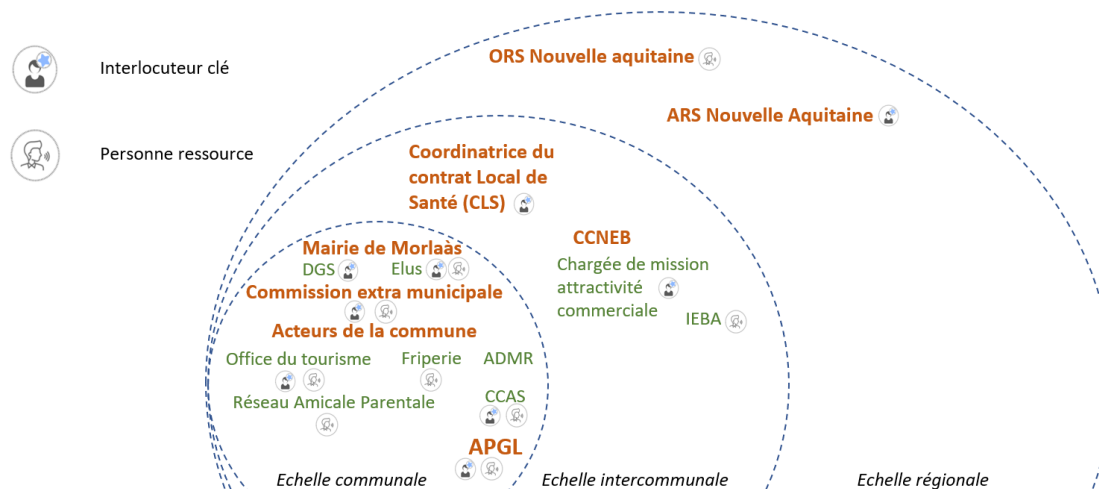 Interlocuteur clé
Personne ressource
ORS Nouvelle aquitaine
ARS Nouvelle Aquitaine
Coordinatrice du
contrat Local de
Santé (CLS)
CCNEB
Chargée de mission
attractivité
commerciale
IEBA
Mairie de Morlaàs
DGS
Elus
Commission extra municipale
Acteurs de la commune
Office du tourisme
Friperie
ADMR
Réseau Amicale Parentale
CCAS
APGL
Echelle communale
Echelle intercommunale
Echelle régionale